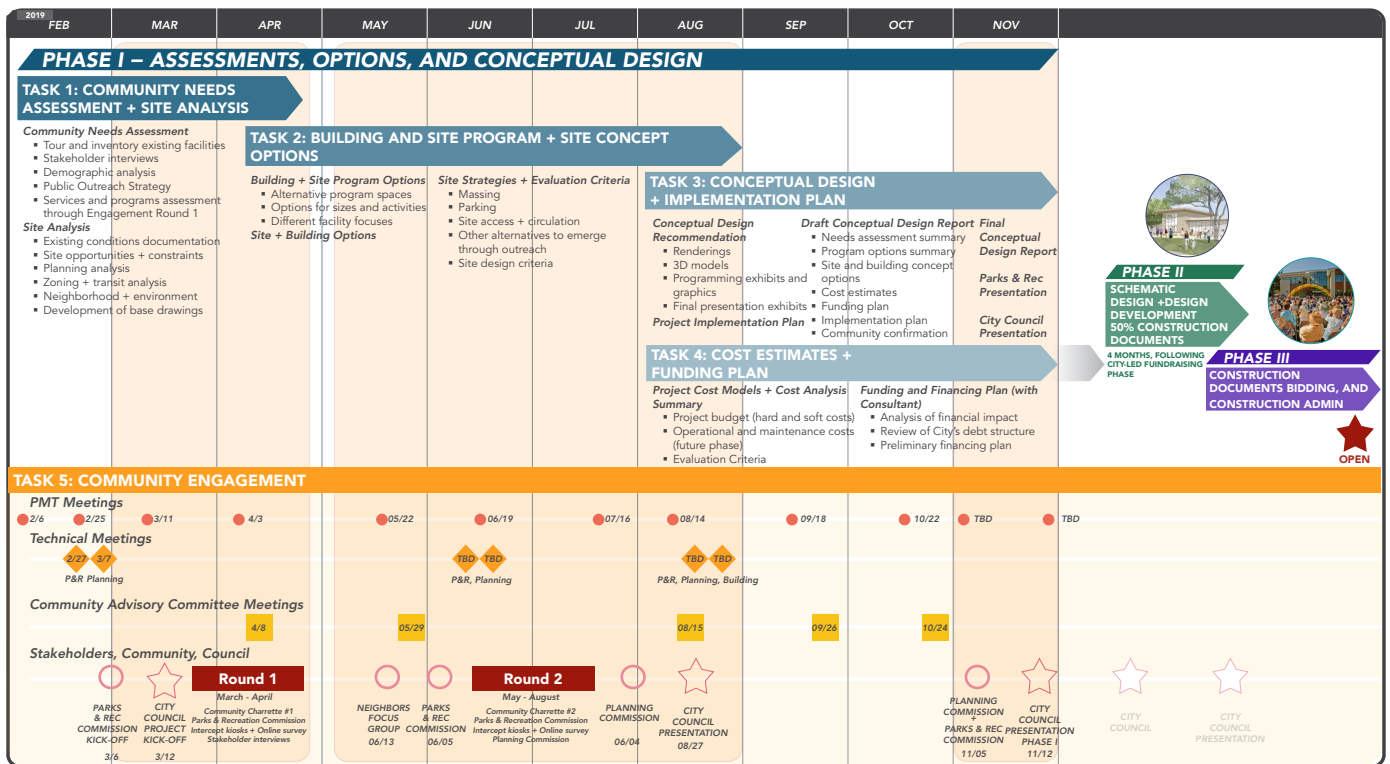 2019
FEB
MAR
APR
MAY
JUN
JUL
AUG
SEP
OCT
NOV
PHASE I – ASSESSMENTS, OPTIONS, AND CONCEPTUAL DESIGN
TASK 1: COMMUNITY NEEDS
ASSESSMENT + SITE ANALYSIS
Community Needs Assessment
▪ Tour and inventory existing facilities
▪ Stakeholder interviews
▪ Demographic analysis
▪ Public Outreach Strategy
▪ Services and programs assessment
through Engagement Round 1
Site Analysis
▪ Existing conditions documentation
▪ Site opportunities + constraints
▪ Planning analysis
▪ Zoning + transit analysis
▪ Neighborhood + environment
▪ Development of base drawings
TASK 2: BUILDING AND SITE PROGRAM + SITE CONCEPT
OPTIONS
Building + Site Program Options
▪ Alternative program spaces
▪ Options for sizes and activities
▪ Different facility focuses
Site + Building Options
Site Strategies + Evaluation Criteria
▪ Massing
▪ Parking
▪ Site access + circulation
▪ Other alternatives to emerge
through outreach
▪ Site design criteria
TASK 3: CONCEPTUAL DESIGN
+ IMPLEMENTATION PLAN
Conceptual Design
Recommendation
▪ Renderings
▪ 3D models
▪ Programming exhibits and
graphics
▪ Final presentation exhibits
Project Implementation Plan
Draft Conceptual Design Report
▪ Needs assessment summary
▪ Program options summary
▪ Site and building concept
options
▪ Cost estimates
▪ Funding plan
▪ Implementation plan
▪ Community confirmation
Final
Conceptual
Design Report
Parks & Rec
Presentation
City Council
Presentation
TASK 4: COST ESTIMATES +
FUNDING PLAN
Project Cost Models + Cost Analysis
Summary
▪ Project budget (hard and soft costs)
▪ Operational and maintenance costs
(future phase)
▪ Evaluation Criteria
Funding and Financing Plan (with
Consultant)
▪ Analysis of financial impact
▪ Review of City's debt structure
▪ Preliminary financing plan
PHASE II
SCHEMATIC
DESIGN +DESIGN
DEVELOPMENT
50% CONSTRUCTION
DOCUMENTS
4 MONTHS, FOLLOWING
CITY-LED FUINDRAISING
PHASE
PHASE III
CONSTRUCTION
DOCUMENTS BIDDING, AND
CONSTRUCTION ADMIN
OPEN
TASK 5: COMMUNITY ENGAGEMENT
PMT Meetings
2/6
2/25
3/11
4/3
05/22
06/19
07/16
08/14
09/18
10/22
TBD
TBD
Technical Meetings
2/27
3/7
P&R Planning
TBD
TBD
P&R, Planning
TBD
TBD
P&R, Planning, Building
Community Advisory Committee Meetings
4/8
05/29
08/15
09/26
10/24
Stakeholders, Community, Council
PARKS
& REC
COMMISSION
KICK-OFF
3/6
CITY
COUNCIL
PROJECT
KICK-OFF
3/12
Round 1
March - April
Community Charrette #1
Parks & Recreation Commission
Intercept kiosks + Online survey
Stakeholder interviews
NEIGHBORS
FOCUS
GROUP
06/13
PARKS
& REC
COMMISSION
06/05
Round 2
May - August
Community Charrette #2
Parks & Recreation Commission
Intercept kiosks + Online survey
Planning Commission
PLANNING
COMMISSION
06/04
CITY
COUNCIL
PRESENTATION
08/27
PLANNING
COMMISSION
+
PARKS & REC
COMMISSION
11/05
CITY
COUNCIL
PRESENTATION
PHASE I
11/12
CITY
COUNCIL
CITY
COUNCIL
PRESENTATION